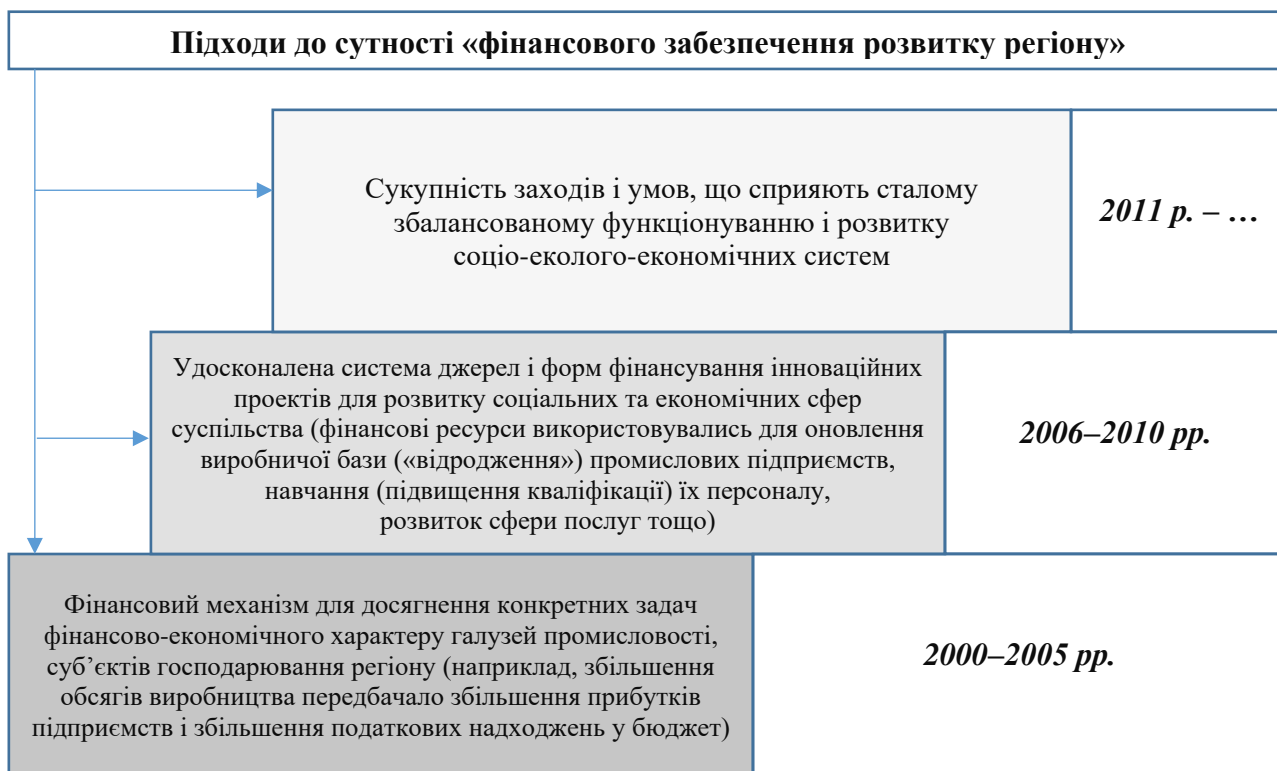 Підходи до сутності «фінансового забезпечення розвитку регіону»
Сукупність заходів і умов, що сприяють сталому
збалансованому функціонуванню і розвитку
соціо-еколого-економічних систем
2011 р. – …
Удосконалена система джерел і форм фінансування інноваційних
проектів для розвитку соціальних та економічних сфер
суспільства (фінансові ресурси використовувались для оновлення
виробничої бази («відродження») промислових підприємств,
навчання (підвищення кваліфікації) їх персоналу,
розвиток сфери послуг тощо)
2006–2010 рр.
Фінансовий механізм для досягнення конкретних задач
фінансово-економічного характеру галузей промисловості,
суб’єктів господарювання регіону (наприклад, збільшення
обсягів виробництва передбачало збільшення прибутків
підприємств і збільшення податкових надходжень у бюджет)
2000–2005 рр.